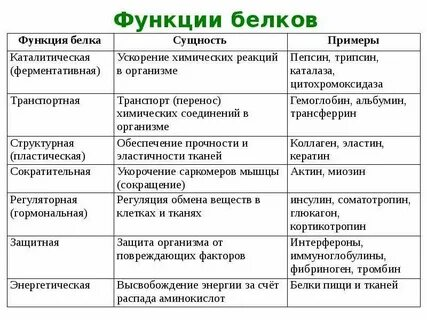 Функции белков
Функция белка Сущность Примеры
Каталитическая Ускорение химических реакций Пепсин, трипсин,
(ферментативная) в организме каталаза,
цитохромоксидаза
Транспортная Транспорт (перенос) Гемоглобин, альбумин,
химических соединений в трансферрин
организме
Структурная Обеспечение прочности и Коллаген, эластин,
(пластическая) эластичности тканей кератин
Сократительная Укорочение саркомеров мышцы Актин, миозин
(сокращение)
Регуляторная Регуляция обмена веществ в инсулин, соматотропин,
(гормональная) клетках и тканях глюкагон,
кортикотропин
Защитная Защита организма от Интерфероны,
повреждающих факторов иммуноглобулины,
фибриноген, тромбин
Энергетическая Высвобождение энергии за счёт Белки пищи и тканей
распада аминокислот